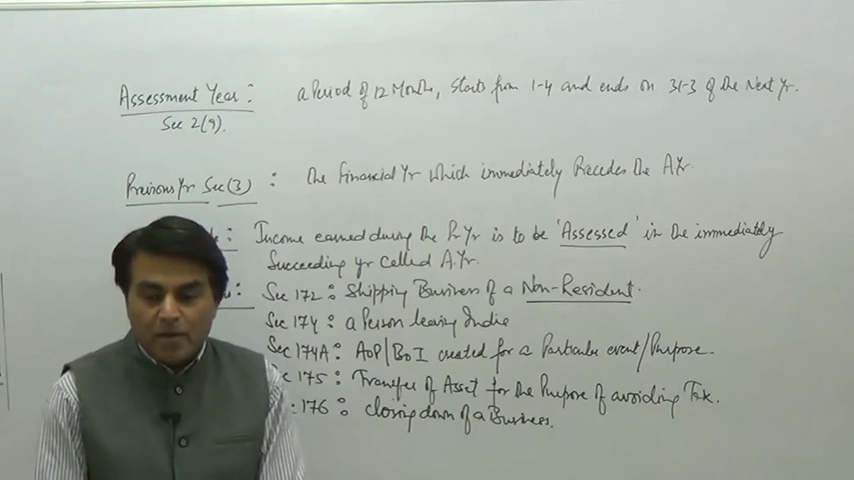 Assessment Year : a Period of 12 Months, Starts from 1-4 and ends on 31-3 of the Next Yr.
Sec 2(9).
Previous Yr Sec (3) : the Financial Yr which immediately Precedes the A.Yr.
: Income earned during the Pr. Yr is to be 'Assessed' in the immediately
Succeeding yr called A.Yr.
: Sec 172 : Shipping Business of a Non-Resident.
Sec 174 : a Person leaving India
Sec 174A : AoP/BoI created for a Particular event/Purpose.
c 175 : Transfer of Asset for the Purpose of avoiding Tax.
176 : Closing down of a Business.